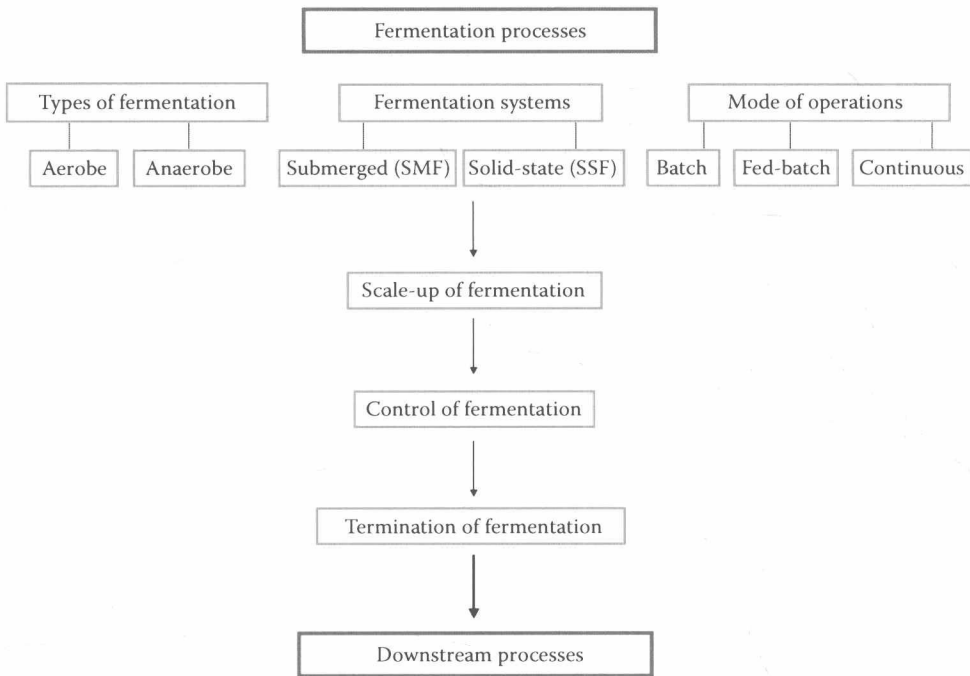 Fermentation processes
Types of fermentation
Fermentation systems
Mode of operations
Aerobe
Anaerobe
Submerged (SMF)
Solid-state (SSF)
Batch
Fed-batch
Continuous
Scale-up of fermentation
Control of fermentation
Termination of fermentation
Downstream processes